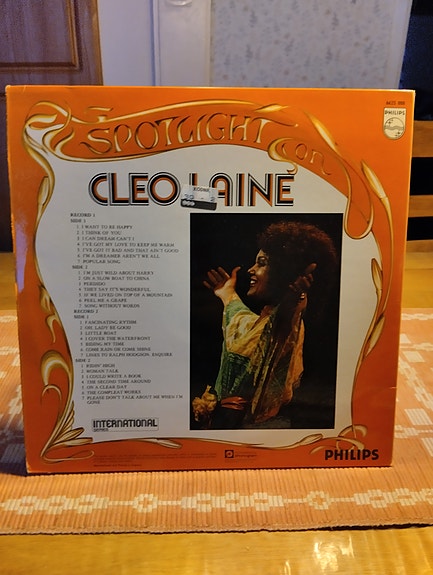 6625 001
PHILIPS
SPOTLIGHT on
CLEO LAINE
KODAK
RECORD 1
SIDE 1
1. I WANT TO BE HAPPY
2 I THINK OF YOU
3 I CAN DREAM CAN'T I
4 I'VE GOT MY LOVE TO KEEP ME WARM
5 I'VE GOT IT BAD AND THAT AIN'T GOOD
6. I'M A DREAMER AREN'T WE ALL
7 POPULAR SONG
SIDE 2
1 I'M JUST WILD ABOUT HARRY
2 ON A SLOW BOAT TO CHINA
3 PERDIDO
4 THEY SAY IT'S WONDERFUL
5 IF WE LIVED ON TOP OF A MOUNTAIN
6 PEEL ME A GRAPE
7 SONG WITHOUT WORDS
RECORD 2
SIDE 1
1 FASCINATING RHYTHM
2 OH, LADY BE GOOD
3 LITTLE BOAT
4 I COVER THE WATERFRONT
5 BIDING MY TIME
6 COME RAIN OR COME SHINE
7 LINES TO RALPH HODGSON, ESQUIRE
SIDE 2
1 RIDIN' HIGH
2 WOMAN TALK
3 I COULD WRITE A BOOK
4 THE SECOND TIME AROUND
5 ON A CLEAR DAY
6 THE COMPLEAT WORKS
7 PLEASE DON'T TALK ABOUT ME WHEN I'M
GONE
INTERNATIONAL
SERIES
phonogram
PHILIPS